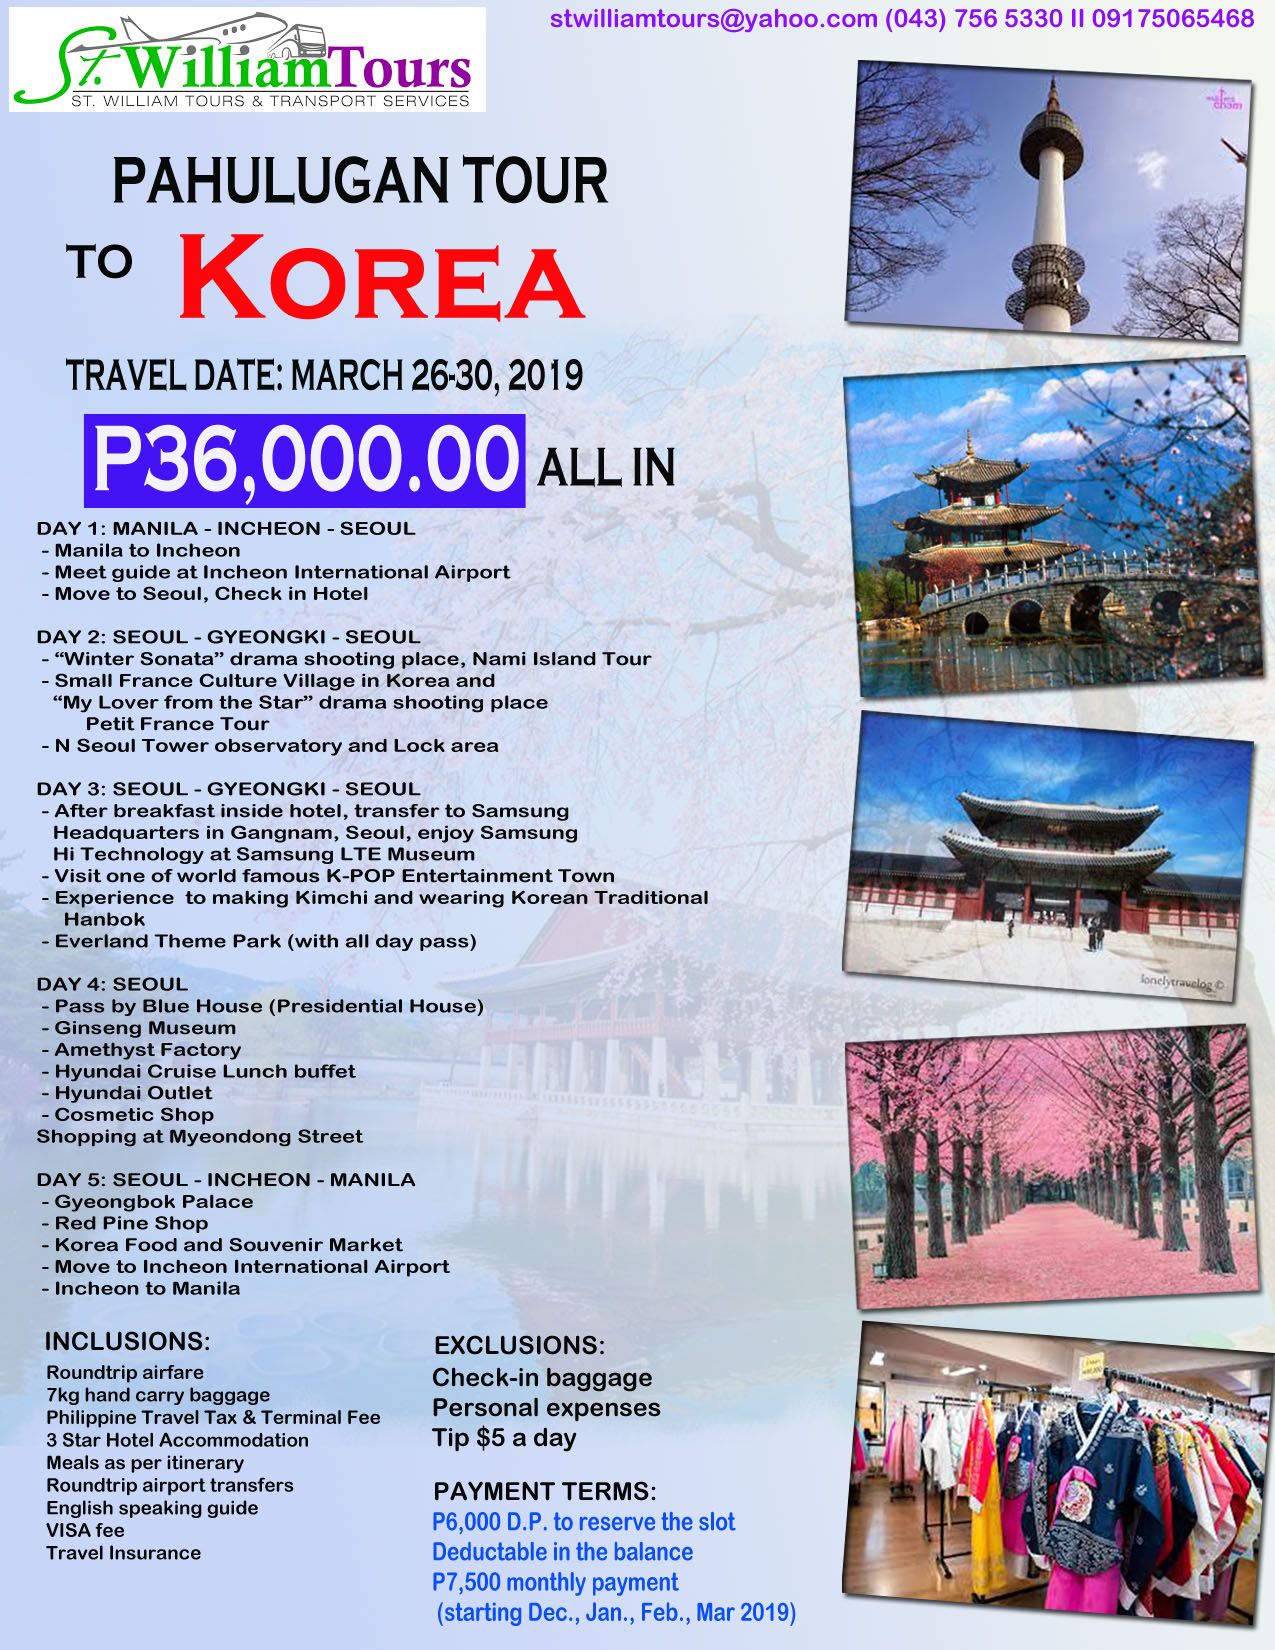 stwilliamtours@yahoo.com (043) 756 5330 II 09175065468
St. William Tours
ST. WILLIAM TOURS & TRANSPORT SERVICES
PAHULUGAN TOUR
TO KOREA
TRAVEL DATE: MARCH 26-30, 2019
P36,000.00 ALL IN
DAY 1: MANILA - INCHEON - SEOUL
- Manila to Incheon
- Meet guide at Incheon International Airport
- Move to Seoul, Check in Hotel
DAY 2: SEOUL - GYEONGKI - SEOUL
- “Winter Sonata” drama shooting place, Nami Island Tour
- Small France Culture Village in Korea and
“My Lover from the Star” drama shooting place
Petit France Tour
- N Seoul Tower observatory and Lock area
DAY 3: SEOUL - GYEONGKI - SEOUL
- After breakfast inside hotel, transfer to Samsung
Headquarters in Gangnam, Seoul, enjoy Samsung
Hi Technology at Samsung LTE Museum
- Visit one of world famous K-POP Entertainment Town
- Experience to making Kimchi and wearing Korean Traditional
Hanbok
- Everland Theme Park (with all day pass)
DAY 4: SEOUL
- Pass by Blue House (Presidential House)
- Ginseng Museum
- Amethyst Factory
- Hyundai Cruise Lunch buffet
- Hyundai Outlet
- Cosmetic Shop
Shopping at Myeondong Street
DAY 5: SEOUL - INCHEON - MANILA
- Gyeongbok Palace
- Red Pine Shop
- Korea Food and Souvenir Market
- Move to Incheon International Airport
- Incheon to Manila
INCLUSIONS:
Roundtrip airfare
7kg hand carry baggage
Philippine Travel Tax & Terminal Fee
3 Star Hotel Accommodation
Meals as per itinerary
Roundtrip airport transfers
English speaking guide
VISA fee
Travel Insurance
EXCLUSIONS:
Check-in baggage
Personal expenses
Tip $5 a day
PAYMENT TERMS:
P6,000 D.P. to reserve the slot
Deductable in the balance
P7,500 monthly payment
(starting Dec., Jan., Feb., Mar 2019)
cham
lonelytravelog ©